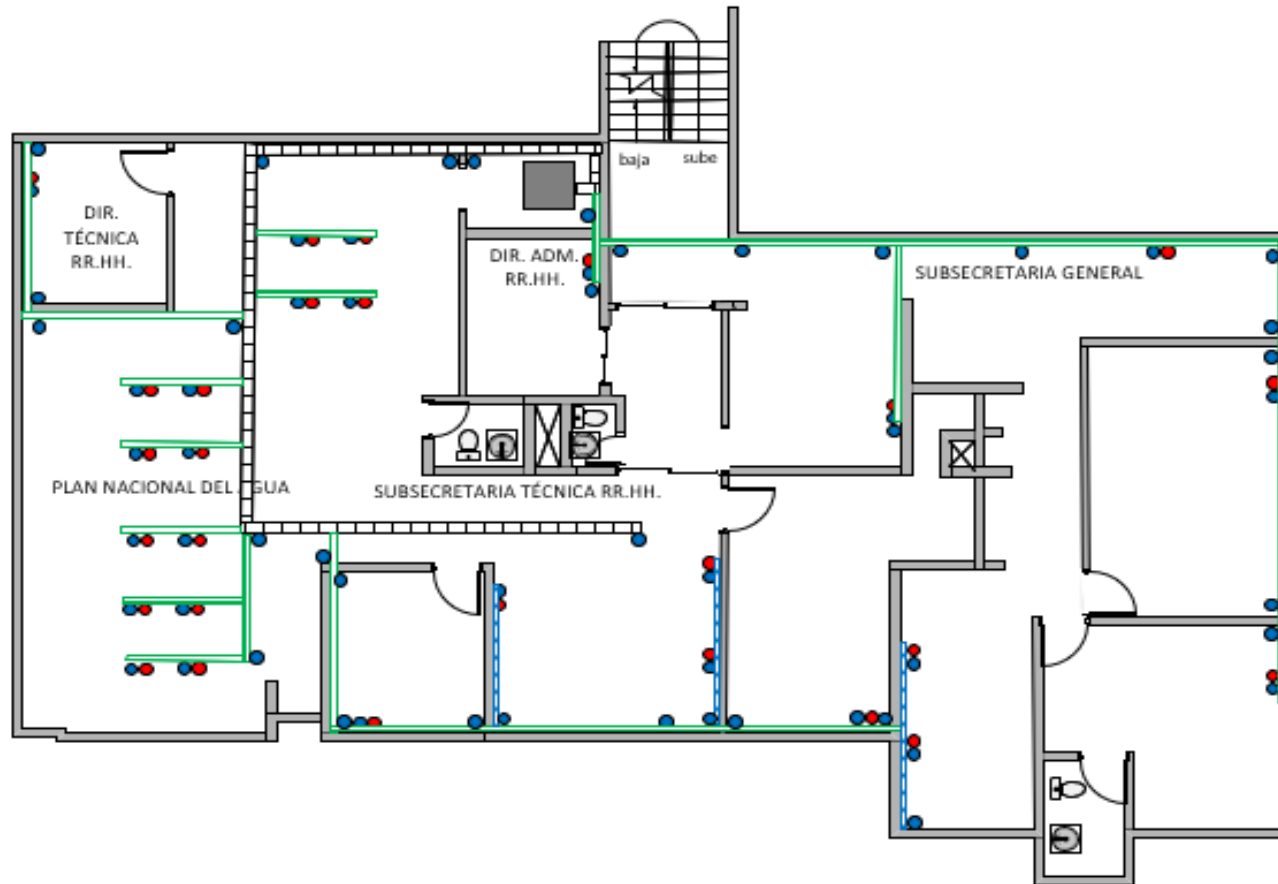 baja
sube
DIR.
TÉCNICA
RR.HH.
DIR. ADM.
RR.HH.
SUBSECRETARIA GENERAL
PLAN NACIONAL DEL AGUA
SUBSECRETARIA TÉCNICA RR.HH.